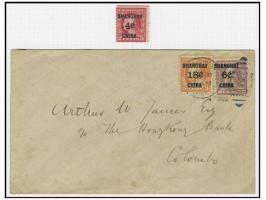 SHANGHAI
4¢
CHINA
SHANGHAI
18¢
CHINA
SHANGHAI
6¢
CHINA
Arthur W James Esq
The Hongkong Bank
Colombo